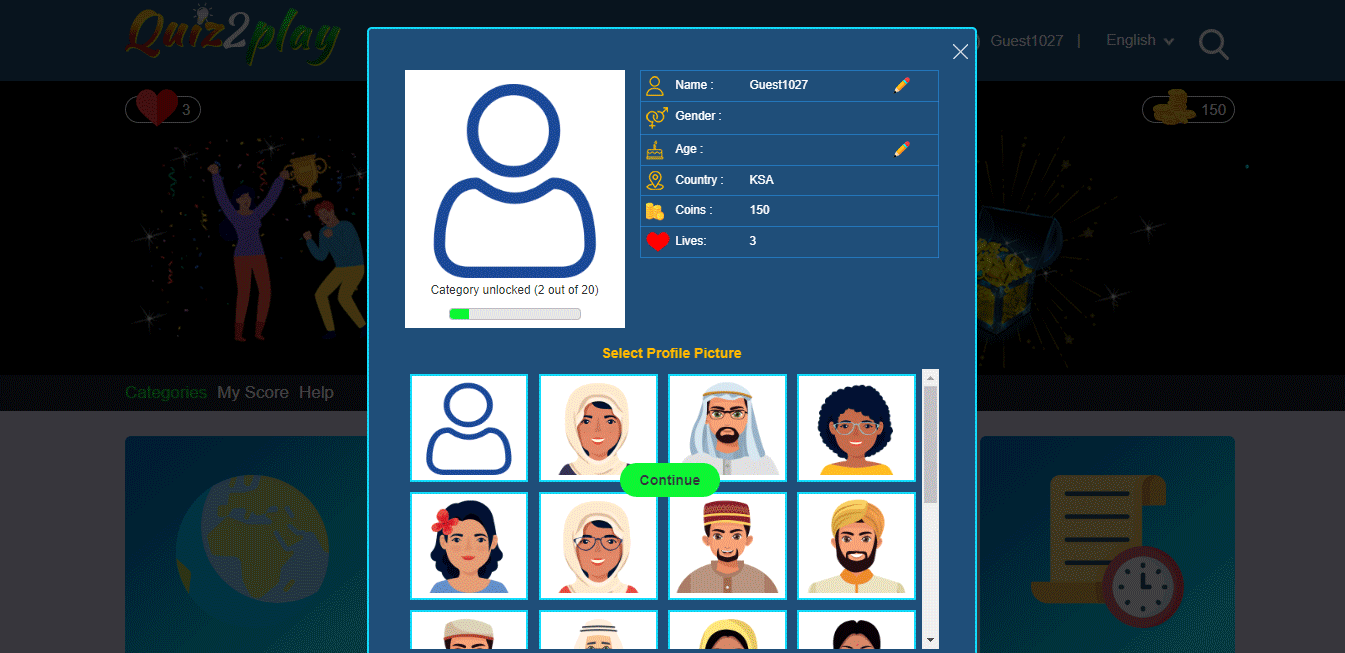 Quiz2play
Guest1027 |
English
3
150
Name : Guest1027
Gender :
Age :
Country : KSA
Coins : 150
Lives: 3
Category unlocked (2 out of 20)
Select Profile Picture
Categories My Score Help
Continue